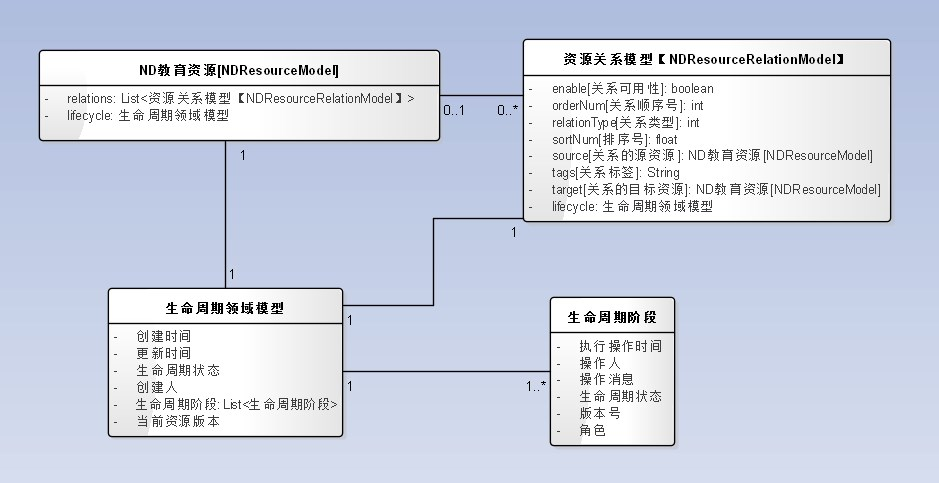 ND教育资源[NDResourceModel]
- relations: List<资源关系模型【NDResourceRelationModel】>
- lifecycle: 生命周期领域模型
资源关系模型【NDResourceRelationModel】
- enable[关系可用性]: boolean
- orderNum[关系顺序号]: int
- relationType[关系类型]: int
- sortNum[排序号]: float
- source[关系的源资源]: ND教育资源[NDResourceModel]
- tags[关系标签]: String
- target[关系的目标资源]: ND教育资源[NDResourceModel]
- lifecycle: 生命周期领域模型
0..1
0..*
1
1
1
1
生命周期领域模型
- 创建时间
- 更新时间
- 生命周期状态
- 创建人
- 生命周期阶段: List<生命周期阶段>
- 当前资源版本
1
1..*
生命周期阶段
- 执行操作时间
- 操作人
- 操作消息
- 生命周期状态
- 版本号
- 角色